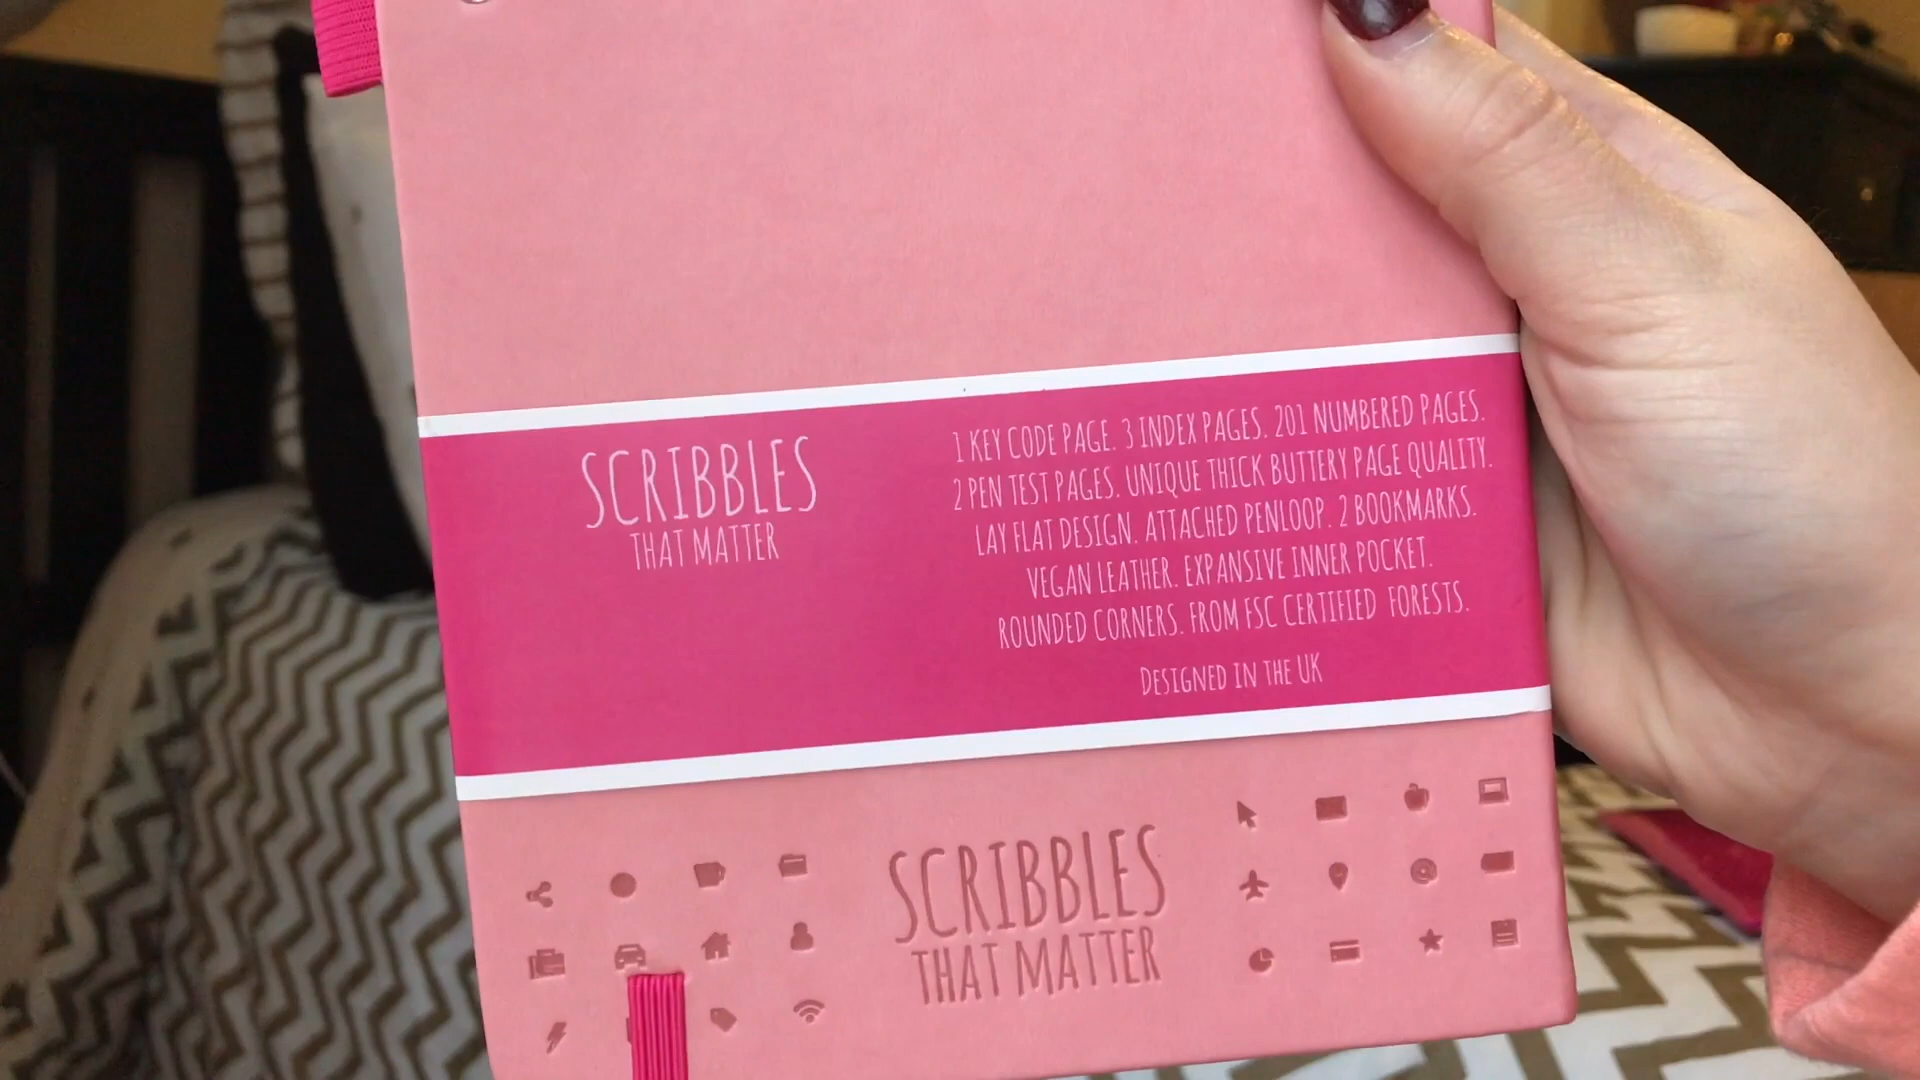 SCRIBBLES
THAT MATTER
1 KEY CODE PAGE. 3 INDEX PAGES. 201 NUMBERED PAGES.
2 PEN TEST PAGES. UNIQUE THICK BUTTERY PAGE QUALITY.
LAY FLAT DESIGN. ATTACHED PENLOOP. 2 BOOKMARKS.
VEGAN LEATHER. EXPANSIVE INNER POCKET.
ROUNDED CORNERS. FROM FSC CERTIFIED FORESTS.
DESIGNED IN THE UK
SCRIBBLES
THAT MATTER